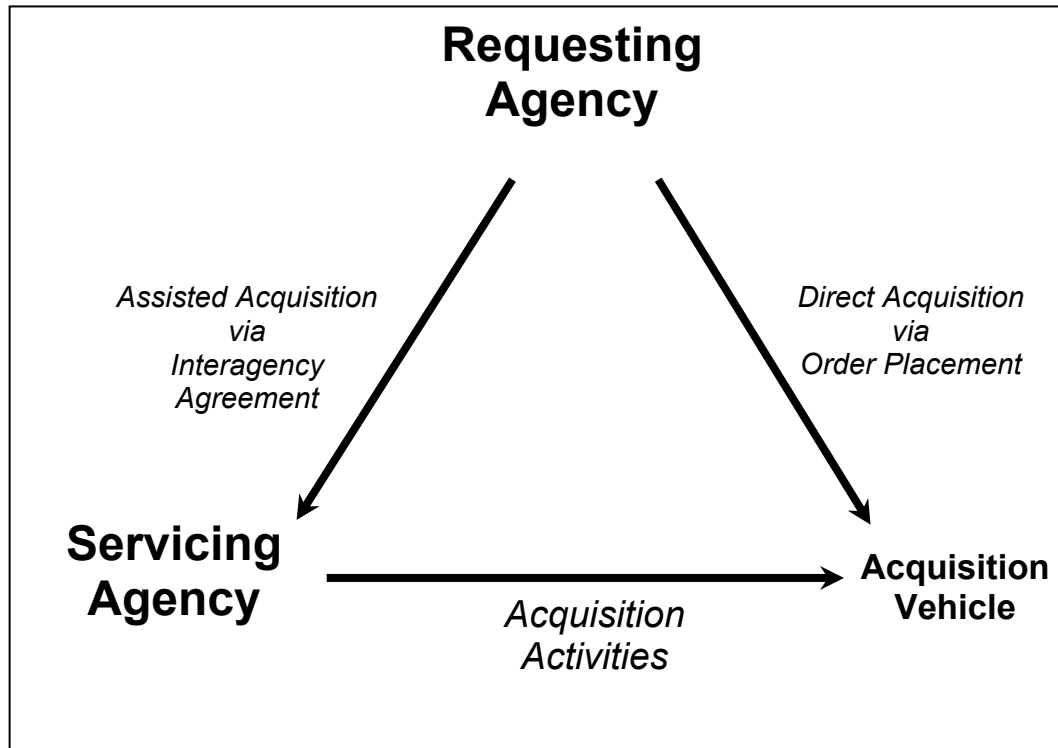 Requesting
Agency
Assisted Acquisition
via
Interagency
Agreement
Direct Acquisition
via
Order Placement
Servicing
Agency
Acquisition
Activities
Acquisition
Vehicle